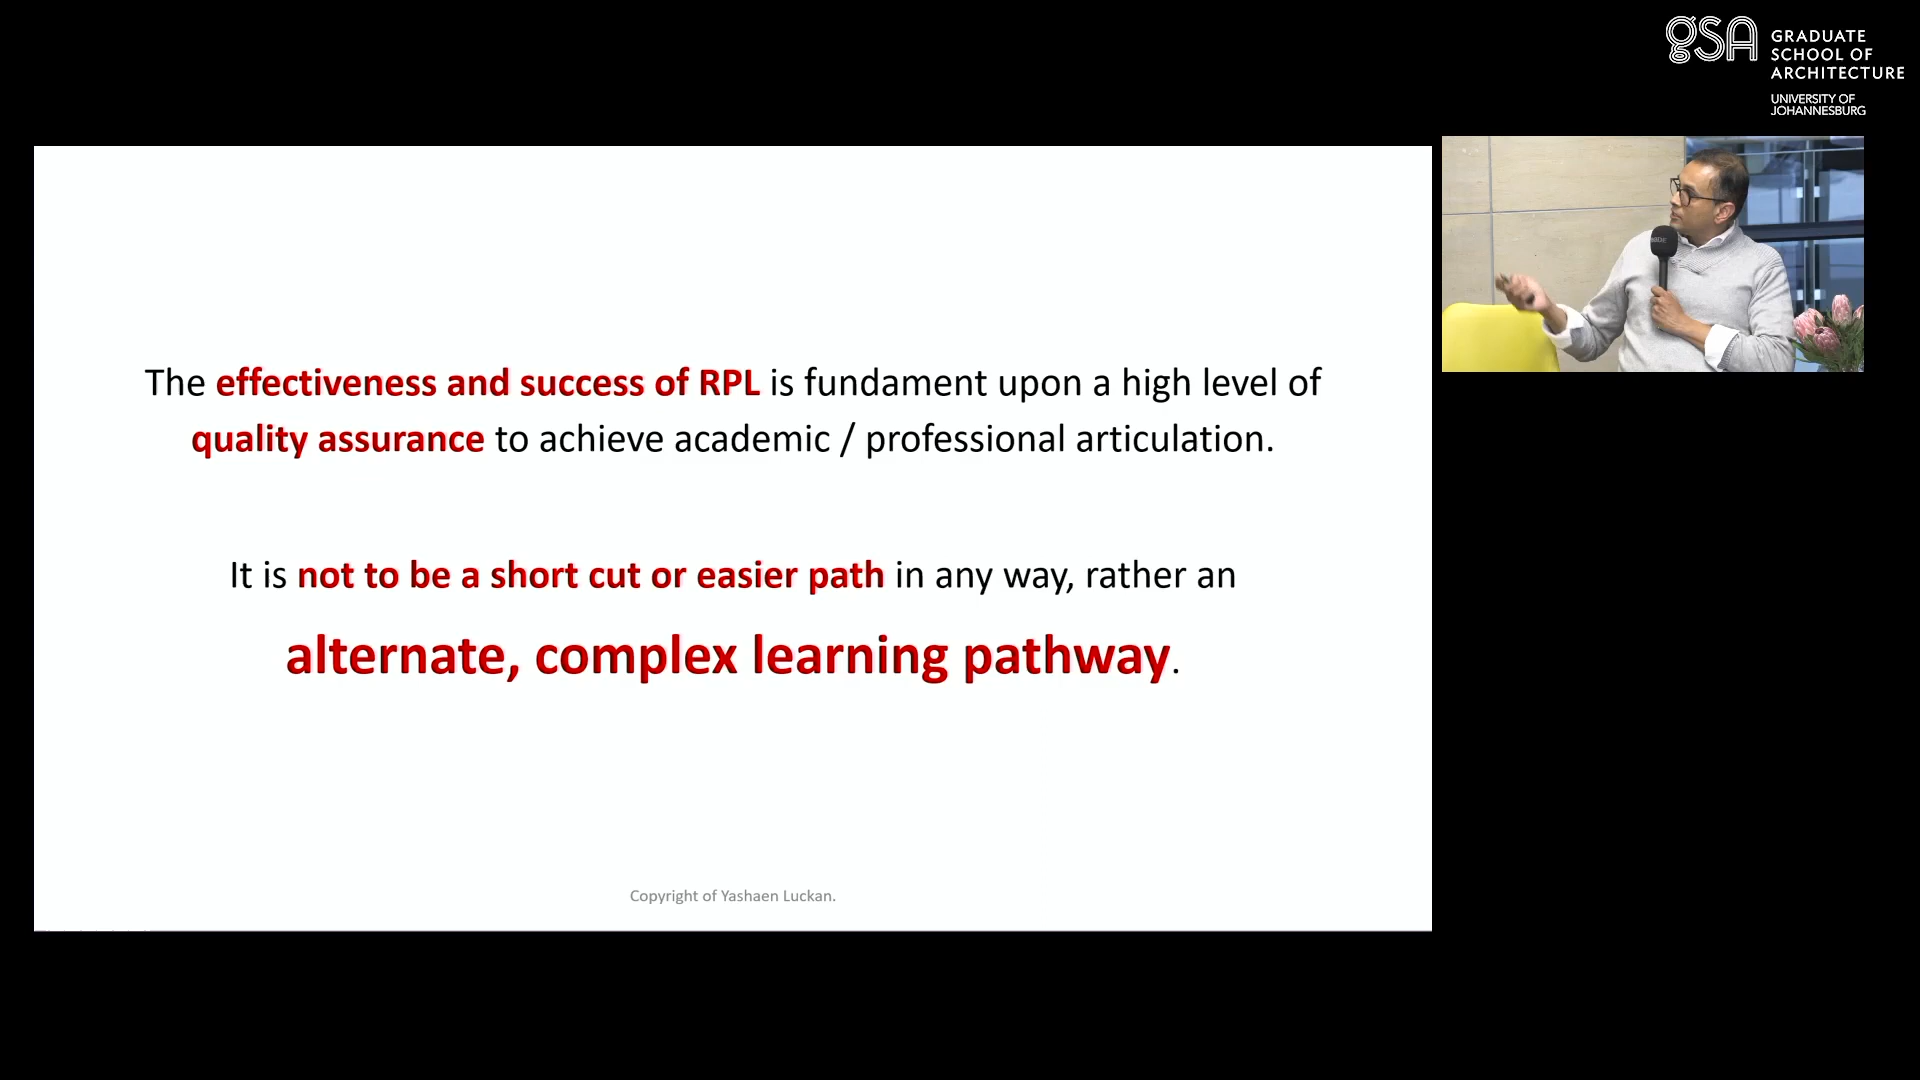 gSA
GRADUATE
SCHOOL OF
ARCHITECTURE
UNIVERSITY OF
JOHANNESBURG
The effectiveness and success of RPL is fundament upon a high level of
quality assurance to achieve academic / professional articulation.
It is not to be a short cut or easier path in any way, rather an
alternate, complex learning pathway.
Copyright of Yashaen Luckan.